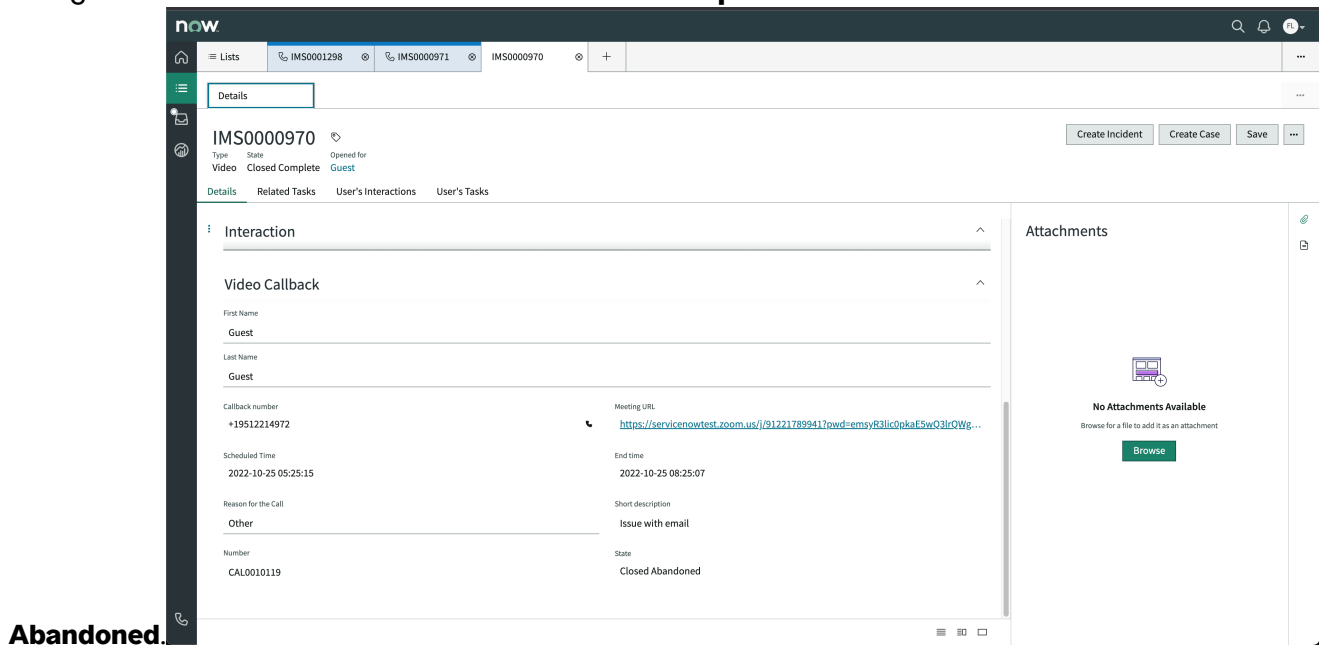 now.
FL
Lists
IMS0001298
IMS0000971
IMS0000970
+
Details
IMS0000970
Create Incident
Create Case
Save
Type State Opened for
Video Closed Complete Guest
Details Related Tasks User's Interactions User's Tasks
Interaction
Attachments
Video Callback
First Name
Guest
Last Name
Guest
Callback number Meeting URL
+19512214972 https://servicenowtest.zoom.us/j/91221789941?pwd=emsyR3lic0pkaE5wQ3lrQWg...
No Attachments Available
Browse for a file to add it as an attachment
Browse
Scheduled Time End time
2022-10-25 05:25:15 2022-10-25 08:25:07
Reason for the Call Short description
Other Issue with email
Number State
CAL0010119 Closed Abandoned
Abandoned.